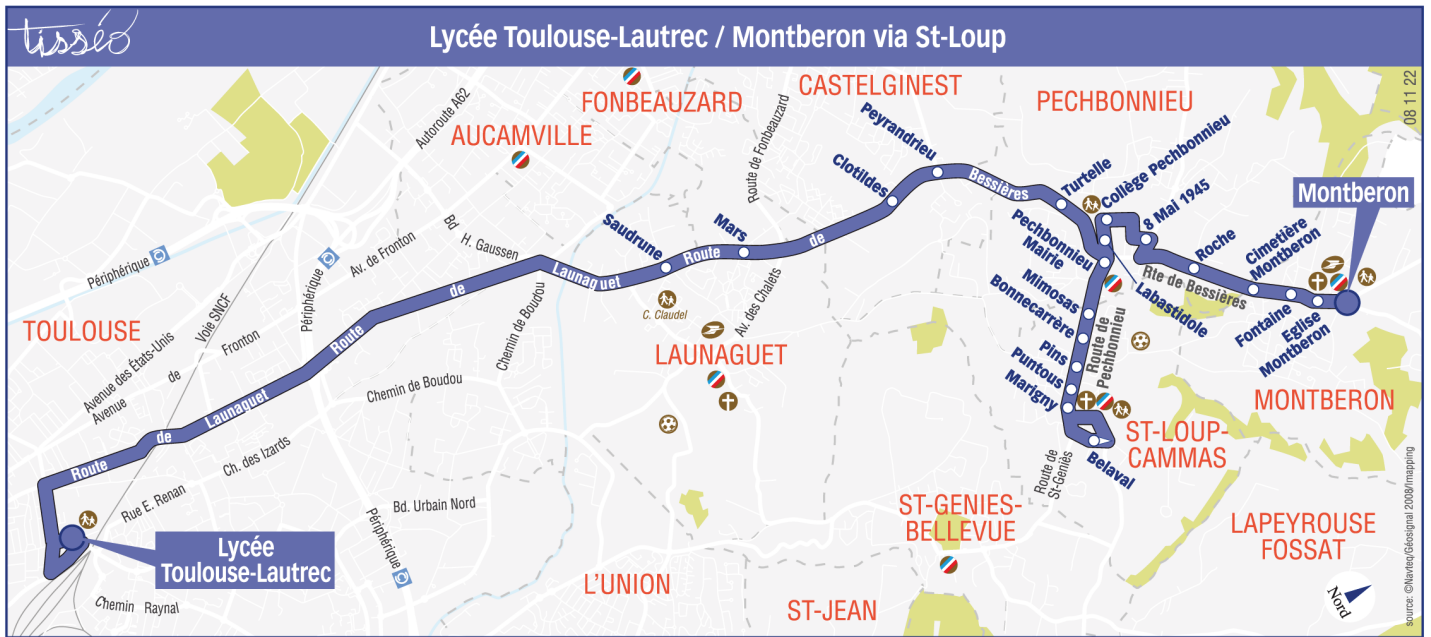 tisséo
Lycée Toulouse-Lautrec / Montberon via St-Loup
08 11 22
FONBEAUZARD
CASTELGINEST
PECHBONNIEU
AUCAMVILLE
Autoroute A62
Route de Fonbeauzard
Peyrandrieu
Clotildes
Bessières
Turtelle
Collège Pechbonnieu
8 Mai 1945
Montberon
Roche
Cimetière
Montberon
Pechbonnieu
Mairie
Mimosas
Bonnecarrère
Pins
Puntous
Marigny
Labastidole
Rte de Bessières
Fontaine
Eglise
Montberon
Route de
Pechbonnieu
Saudrune
Mars
Route
de
Launaguet
Bd H. Gaussen
Av. de Fronton
Périphérique
Périphérique
Voie SNCF
TOULOUSE
Avenue des États-Unis
Avenue de Fronton
de
Route
Launaguet
de
Route
Chemin de Boudou
Chemin de Boudou
C. Claudel
Av. des Chalets
LAUNAGUET
MONTBERON
ST-LOUP-
CAMMAS
Belaval
Route de
St-Geniès
Ch. des Izards
Rue E. Renan
Bd. Urbain Nord
Périphérique
Lycée
Toulouse-Lautrec
Chemin Raynal
L'UNION
ST-JEAN
ST-GENIES-
BELLEVUE
LAPEYROUSE
FOSSAT
Nord
source: ©Navteq/Géosignal 2008/Imapping